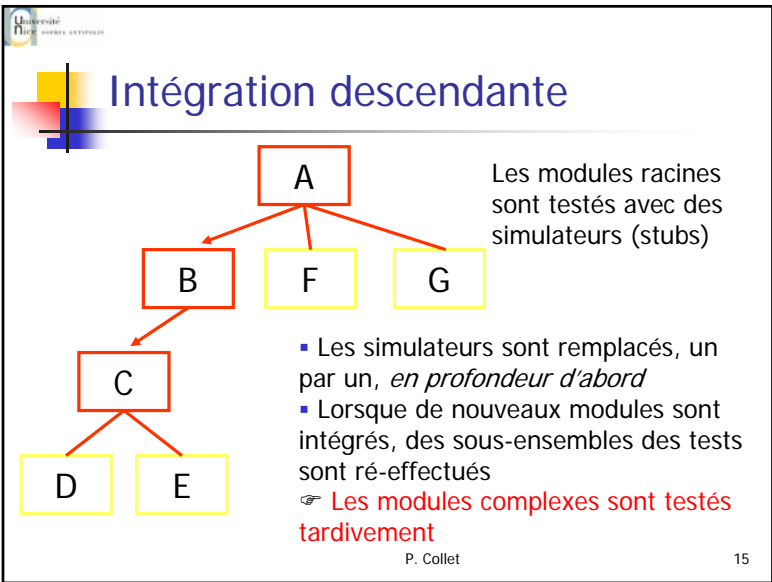 Université
Nice SOPHIA ANTIPOLIS
Intégration descendante
A
Les modules racines
sont testés avec des
simulateurs (stubs)
B
F
G
▪ Les simulateurs sont remplacés, un
par un, en profondeur d'abord
C
▪ Lorsque de nouveaux modules sont
intégrés, des sous-ensembles des tests
sont ré-effectués
D
E
☞ Les modules complexes sont testés
tardivement
P. Collet
15